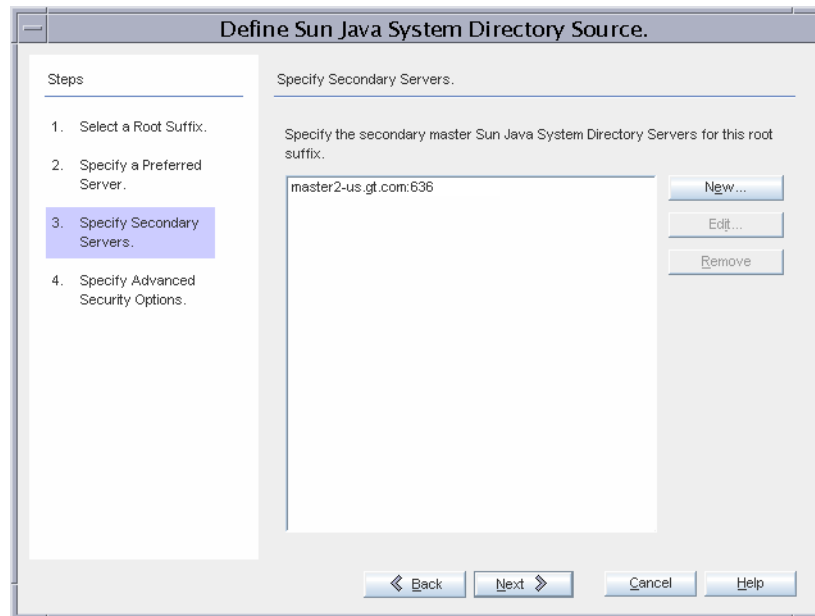 Define Sun Java System Directory Source.
Steps
1. Select a Root Suffix.
2. Specify a Preferred
Server.
3. Specify Secondary
Servers.
4. Specify Advanced
Security Options.
Specify Secondary Servers.
Specify the secondary master Sun Java System Directory Servers for this root
suffix.
master2-us.gt.com:636
New...
Edit...
Remove
Back
Next
Cancel
Help